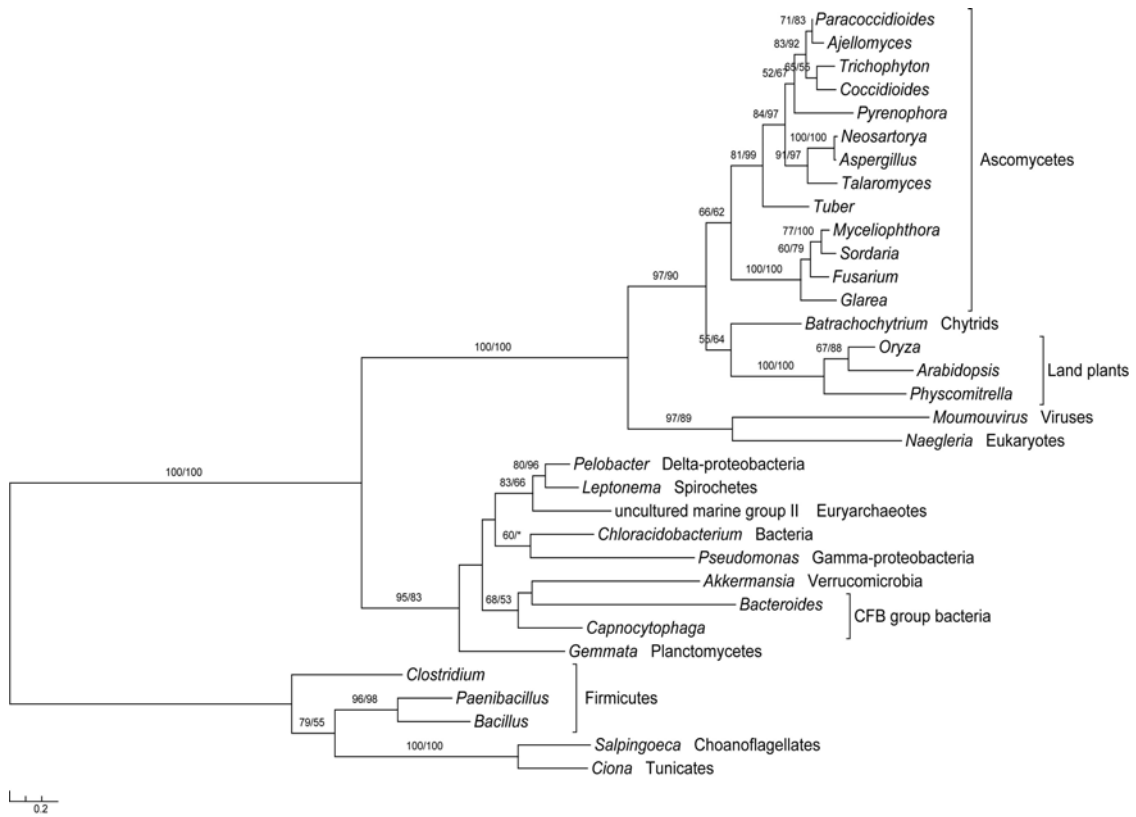 71/83
Paracoccidioides
83/92
Ajellomyces
65/55
Trichophyton
52/67
Coccidioides
84/97
Pyrenophora
100/100
Neosartorya
81/99
91/97
Aspergillus
Ascomycetes
Talaromyces
Tuber
66/62
77/100
Myceliophthora
60/79
Sordaria
97/90
100/100
Fusarium
Glarea
55/64
Batrachochytrium Chytrids
67/88
Oryza
100/100
100/100
Arabidopsis
Land plants
Physcomitrella
97/89
Moumouvirus Viruses
Naegleria Eukaryotes
100/100
80/96
Pelobacter Delta-proteobacteria
83/66
Leptonema Spirochetes
uncultured marine group II Euryarchaeotes
60/*
Chloracidobacterium Bacteria
Pseudomonas Gamma-proteobacteria
Akkermansia Verrucomicrobia
95/83
68/53
Bacteroides
CFB group bacteria
Capnocytophaga
Gemmata Planctomycetes
Clostridium
96/98
Paenibacillus
Firmicutes
79/55
Bacillus
100/100
Salpingoeca Choanoflagellates
Ciona Tunicates
0.2